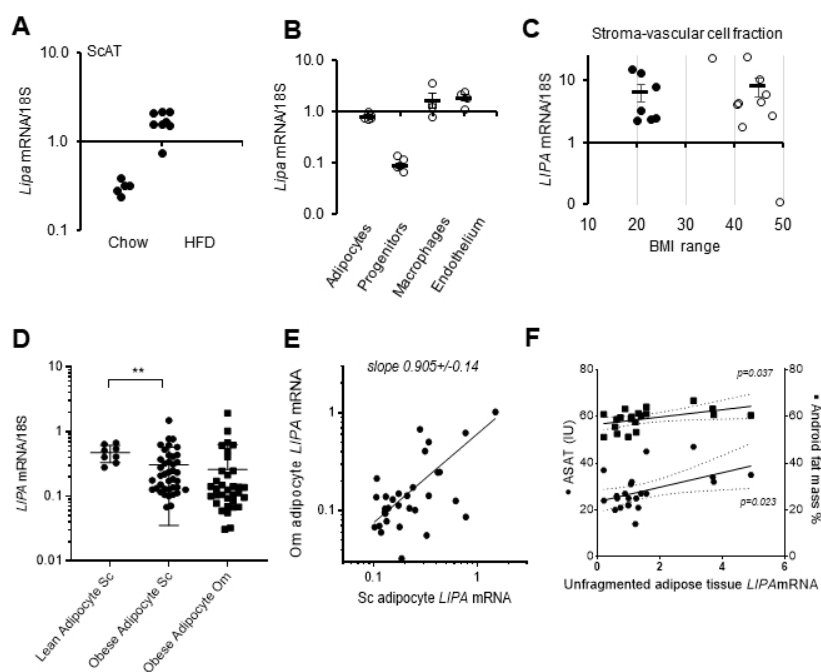 A
ScAT
Lipa mRNA/18S
10.0
1.0
0.1
Chow
HFD
B
Lipa mRNA/18S
10.0
1.0
0.1
0.0
Adipocytes
Progenitors
Macrophages
Endothelium
C
Stroma-vascular cell fraction
LIPA mRNA/18S
10
1
0
10 20 30 40 50
BMI range
D
**
LIPA mRNA/18S
10
1
0.1
0.01
Lean Adipocyte Sc
Obese Adipocyte Sc
Obese Adipocyte Om
E
slope 0.905+/-0.14
Om adipocyte LIPA mRNA
1
0.1
0.1 1
Sc adipocyte LIPA mRNA
F
p=0.037
p=0.023
• ASAT (IU)
80
60
40
20
0
▪ Android fat mass %
80
60
40
20
0
0 2 4 6
Unfragmented adipose tissue LIPAmRNA